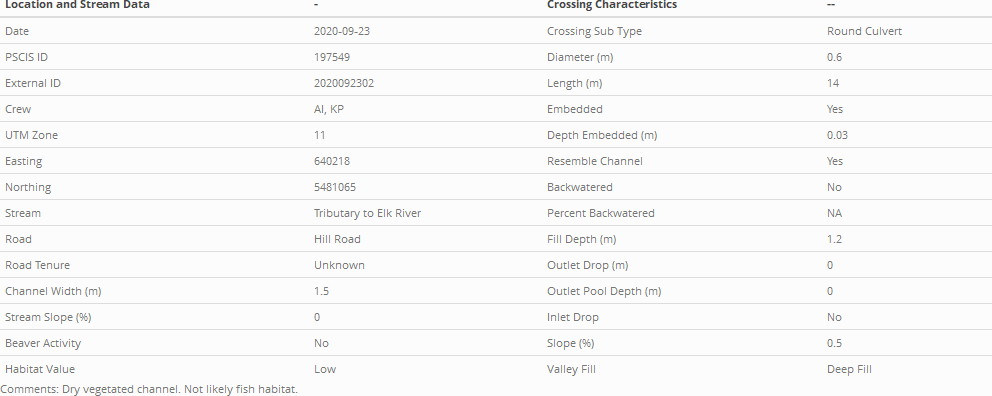 Location and Stream Data - Crossing Characteristics --
Date 2020-09-23 Crossing Sub Type Round Culvert
PSCIS ID 197549 Diameter (m) 0.6
External ID 2020092302 Length (m) 14
Crew AI, KP Embedded Yes
UTM Zone 11 Depth Embedded (m) 0.03
Easting 640218 Resemble Channel Yes
Northing 5481065 Backwatered No
Stream Tributary to Elk River Percent Backwatered NA
Road Hill Road Fill Depth (m) 1.2
Road Tenure Unknown Outlet Drop (m) 0
Channel Width (m) 1.5 Outlet Pool Depth (m) 0
Stream Slope (%) 0 Inlet Drop No
Beaver Activity No Slope (%) 0.5
Habitat Value Low Valley Fill Deep Fill
Comments: Dry vegetated channel. Not likely fish habitat.